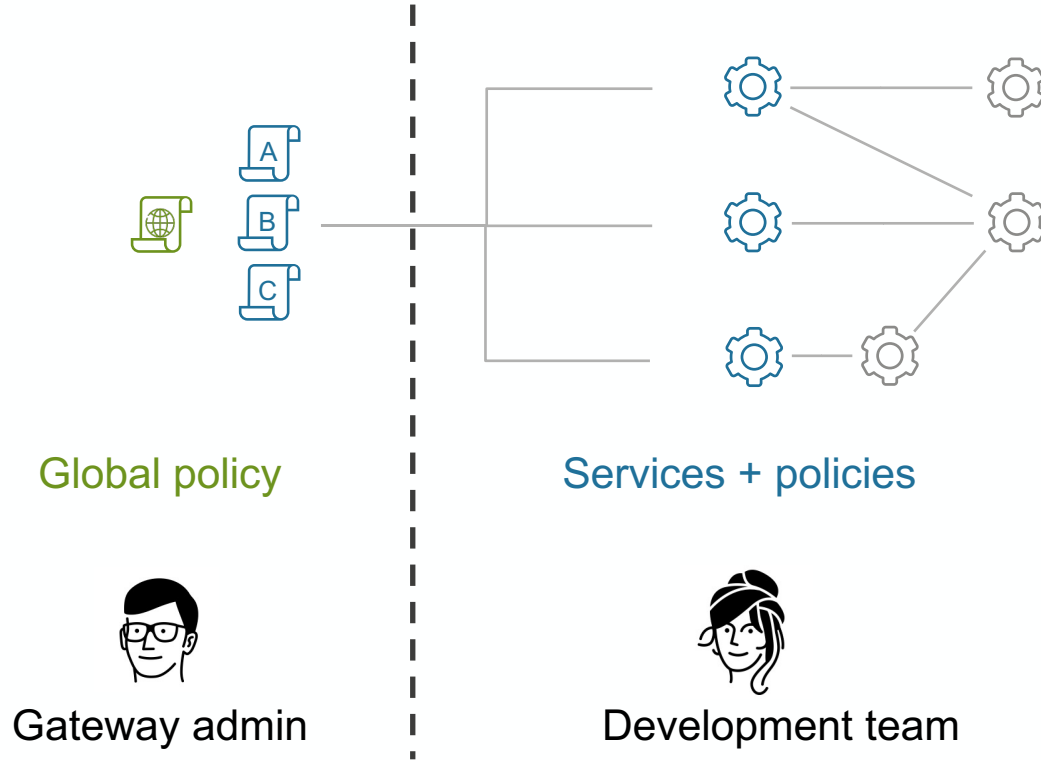 A
B
C
Global policy
Services + policies
Gateway admin
Development team